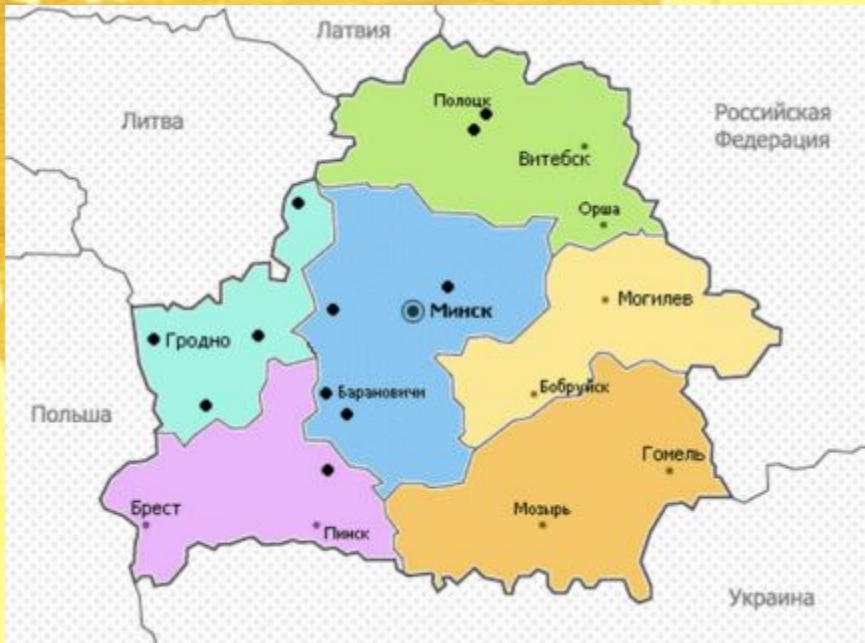 Латвия
Литва
Российская
Федерация
Полоцк
Витебск
Орша
Могилев
Минск
Гродно
Барановичи
Бобруйск
Польша
Гомель
Брест
Пинск
Мозырь
Украина